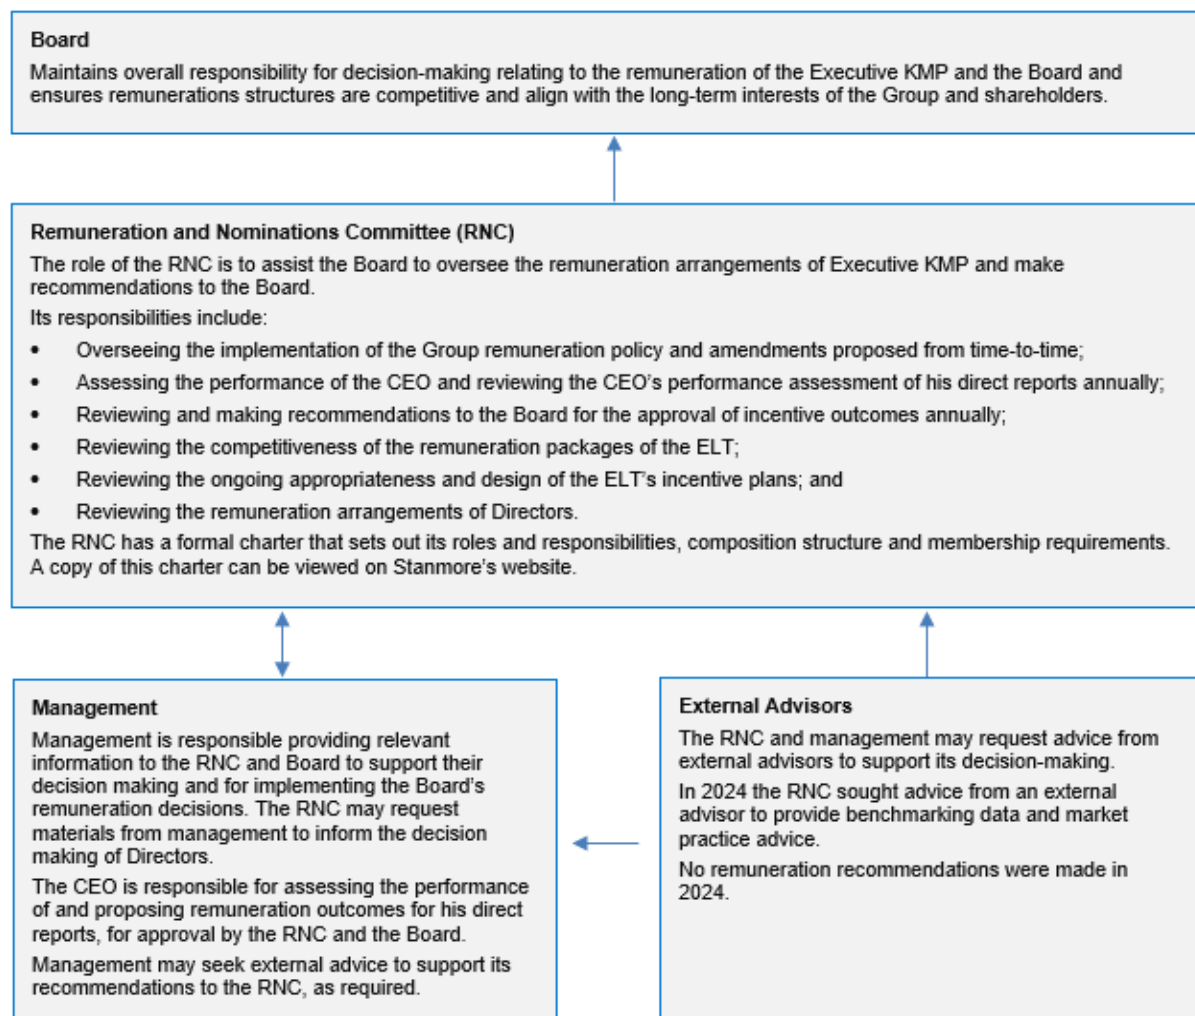 Board
Maintains overall responsibility for decision-making relating to the remuneration of the Executive KMP and the Board and
ensures remunerations structures are competitive and align with the long-term interests of the Group and shareholders.
Remuneration and Nominations Committee (RNC)
The role of the RNC is to assist the Board to oversee the remuneration arrangements of Executive KMP and make
recommendations to the Board.
Its responsibilities include:
• Overseeing the implementation of the Group remuneration policy and amendments proposed from time-to-time;
• Assessing the performance of the CEO and reviewing the CEO's performance assessment of his direct reports annually;
• Reviewing and making recommendations to the Board for the approval of incentive outcomes annually;
• Reviewing the competitiveness of the remuneration packages of the ELT;
• Reviewing the ongoing appropriateness and design of the ELT's incentive plans; and
• Reviewing the remuneration arrangements of Directors.
The RNC has a formal charter that sets out its roles and responsibilities, composition structure and membership requirements.
A copy of this charter can be viewed on Stanmore's website.
Management
Management is responsible providing relevant
information to the RNC and Board to support their
decision making and for implementing the Board's
remuneration decisions. The RNC may request
materials from management to inform the decision
making of Directors.
The CEO is responsible for assessing the performance
of and proposing remuneration outcomes for his direct
reports, for approval by the RNC and the Board.
Management may seek external advice to support its
recommendations to the RNC, as required.
External Advisors
The RNC and management may request advice from
external advisors to support its decision-making.
In 2024 the RNC sought advice from an external
advisor to provide benchmarking data and market
practice advice.
No remuneration recommendations were made in
2024.